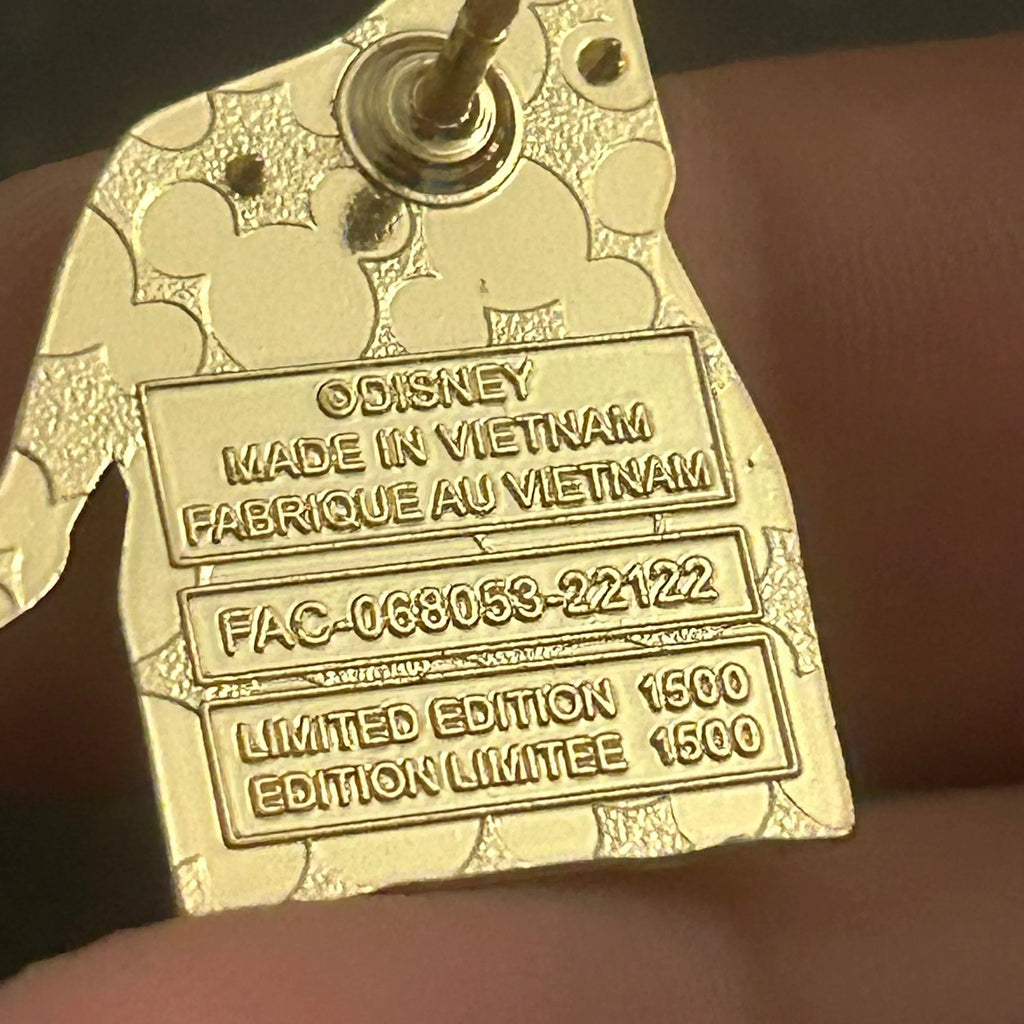 ©DISNEY
MADE IN VIETNAM
FABRIQUE AU VIETNAM
FAC-068053-22122
LIMITED EDITION 1500
EDITION LIMITEE 1500